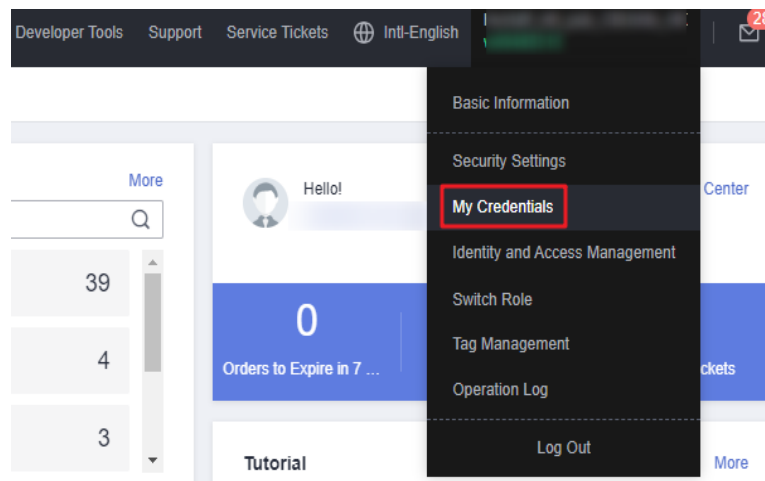 Developer Tools Support Service Tickets Intl-English
28
Basic Information
Security Settings
My Credentials
Identity and Access Management
Switch Role
Tag Management
Operation Log
Log Out
More
39
4
3
Hello!
Center
0
Orders to Expire in 7 ...
ckets
Tutorial
More